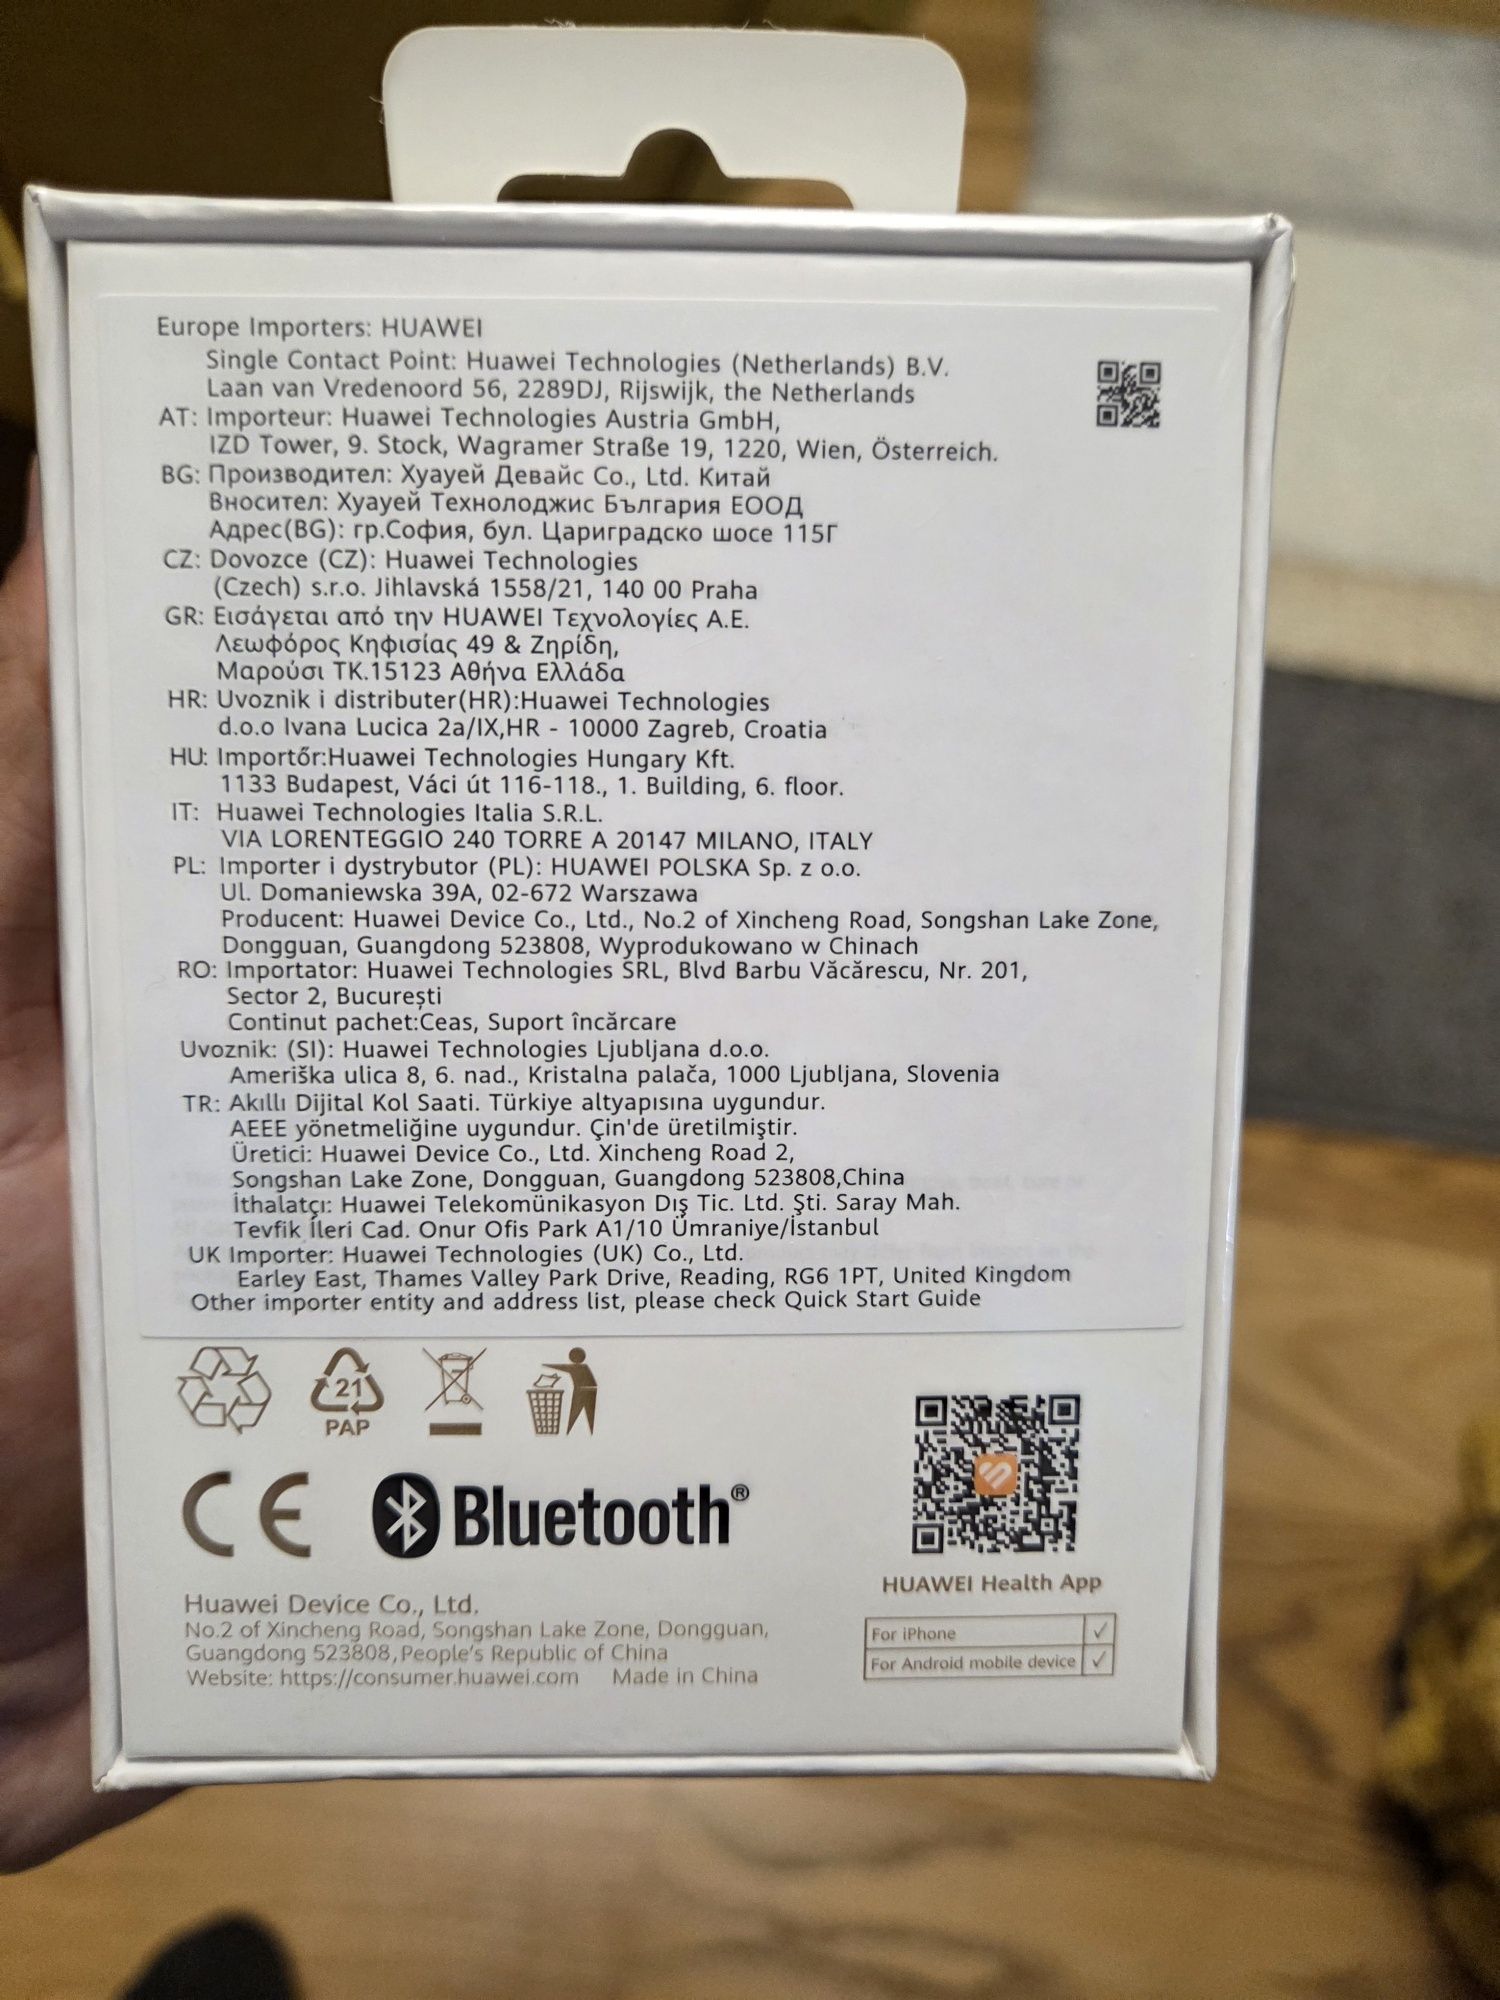 Europe Importers: HUAWEI
Single Contact Point: Huawei Technologies (Netherlands) B.V.
Laan van Vredenoord 56, 2289DJ, Rijswijk, the Netherlands
AT: Importeur: Huawei Technologies Austria GmbH,
IZD Tower, 9. Stock, Wagramer Straße 19, 1220, Wien, Österreich.
BG: Производител: Хуауей Девайс Co., Ltd. Китай
Вносител: Хуауей Технолоджис България ЕООД
Адрес(BG): гр.София, бул. Цариградско шосе 115Г
CZ: Dovozce (CZ): Huawei Technologies
(Czech) s.r.o. Jihlavská 1558/21, 140 00 Praha
GR: Εισάγεται από την HUAWEI Τεχνολογίες Α.Ε.
Λεωφόρος Κηφισίας 49 & Ζηρίδη,
Μαρούσι ΤΚ.15123 Αθήνα Ελλάδα
HR: Uvoznik i distributer(HR):Huawei Technologies
d.o.o Ivana Lucica 2a/IX,HR - 10000 Zagreb, Croatia
HU: Importőr:Huawei Technologies Hungary Kft.
1133 Budapest, Váci út 116-118., 1. Building, 6. floor.
IT: Huawei Technologies Italia S.R.L.
VIA LORENTEGGIO 240 TORRE A 20147 MILANO, ITALY
PL: Importer i dystrybutor (PL): HUAWEI POLSKA Sp. z o.o.
Ul. Domaniewska 39A, 02-672 Warszawa
Producent: Huawei Device Co., Ltd., No.2 of Xincheng Road, Songshan Lake Zone,
Dongguan, Guangdong 523808, Wyprodukowano w Chinach
RO: Importator: Huawei Technologies SRL, Blvd Barbu Văcărescu, Nr. 201,
Sector 2, București
Continut pachet:Ceas, Suport încărcare
Uvoznik: (SI): Huawei Technologies Ljubljana d.o.o.
Ameriška ulica 8, 6. nad., Kristalna palača, 1000 Ljubljana, Slovenia
TR: Akıllı Dijital Kol Saati. Türkiye altyapısına uygundur.
AEEE yönetmeliğine uygundur. Çin'de üretilmiştir.
Üretici: Huawei Device Co., Ltd. Xincheng Road 2,
Songshan Lake Zone, Dongguan, Guangdong 523808,China
İthalatçı: Huawei Telekomünikasyon Dış Tic. Ltd. Şti. Saray Mah.
Tevfik İleri Cad. Onur Ofis Park A1/10 Ümraniye/İstanbul
UK Importer: Huawei Technologies (UK) Co., Ltd.
Earley East, Thames Valley Park Drive, Reading, RG6 1PT, United Kingdom
Other importer entity and address list, please check Quick Start Guide
21
PAP
CE
Bluetooth®
HUAWEI Health App
For iPhone ✓
For Android mobile device ✓
Huawei Device Co., Ltd.
No.2 of Xincheng Road, Songshan Lake Zone, Dongguan,
Guangdong 523808,People's Republic of China
Website: https://consumer.huawei.com Made in China